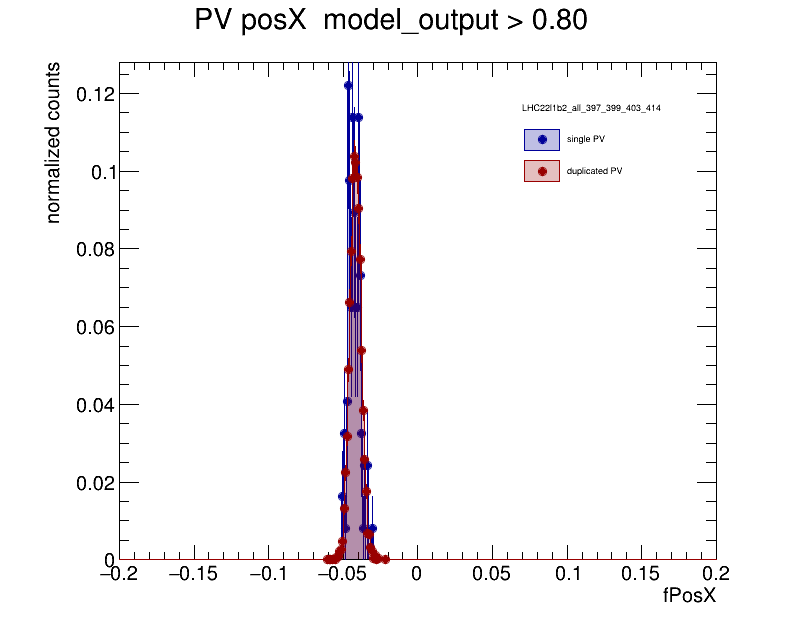 PV posX model_output > 0.80
normalized counts
LHC22l1b2_all_397_399_403_414
single PV
duplicated PV
0.12
0.1
0.08
0.06
0.04
0.02
0
−0.2 −0.15 −0.1 −0.05 0 0.05 0.1 0.15 0.2
fPosX